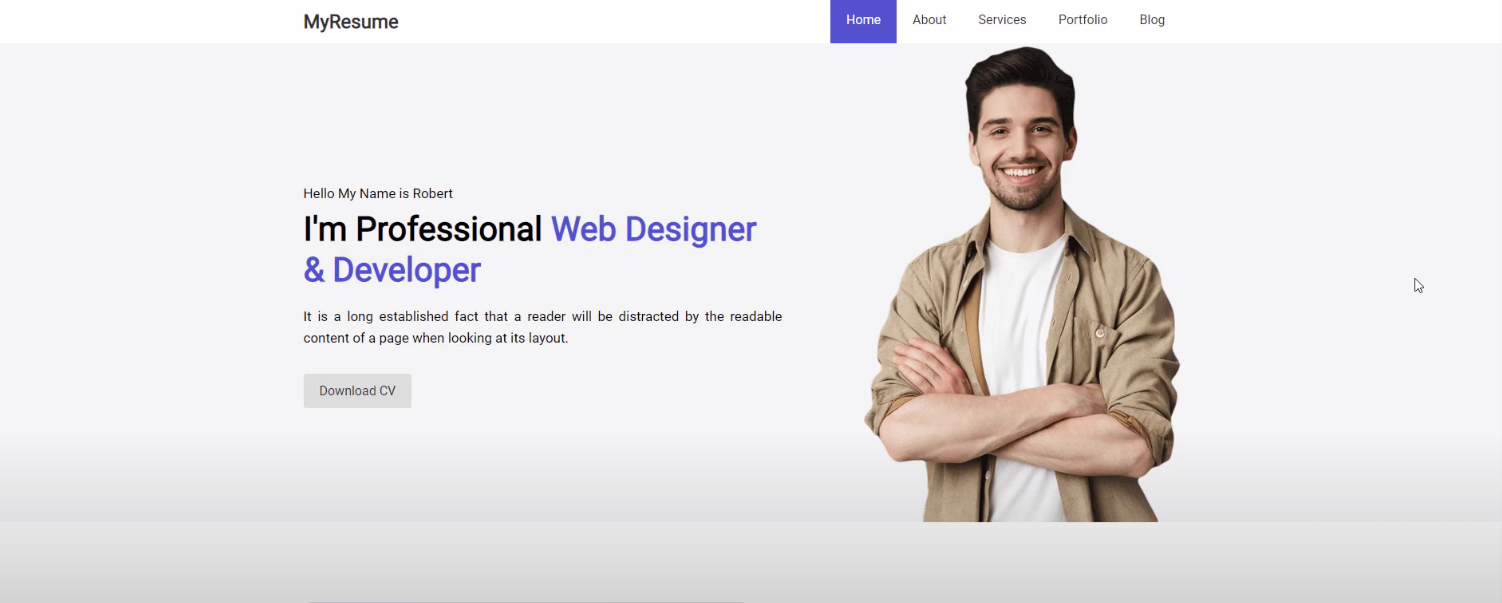 MyResume
Home About Services Portfolio Blog
Hello My Name is Robert
I'm Professional Web Designer
& Developer
It is a long established fact that a reader will be distracted by the readable
content of a page when looking at its layout.
Download CV